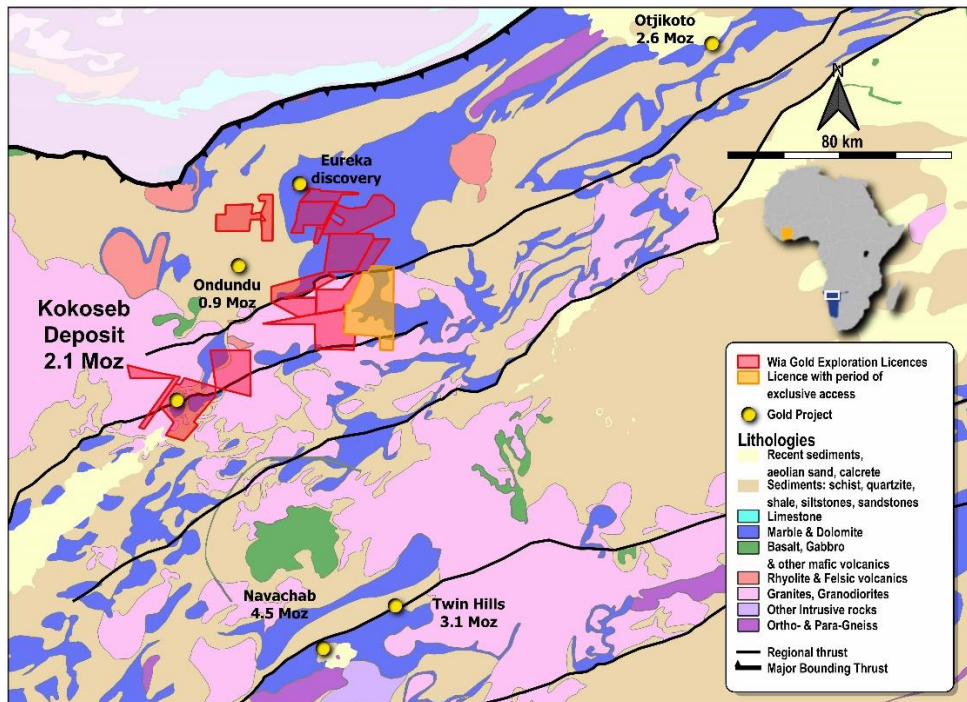 Otjikoto
2.6 Moz
N
80 km
Eureka
discovery
Ondundu
0.9 Moz
Kokoseb
Deposit
2.1 Moz
Navachab
4.5 Moz
Twin Hills
3.1 Moz
Wia Gold Exploration Licences
Licence with period of
exclusive access
Gold Project
Lithologies
Recent sediments,
aeolian sand, calcrete
Sediments: schist, quartzite,
shale, siltstones, sandstones
Limestone
Marble & Dolomite
Basalt, Gabbro
& other mafic volcanics
Rhyolite & Felsic volcanics
Granites, Granodiorites
Other Intrusive rocks
Ortho- & Para-Gneiss
Regional thrust
Major Bounding Thrust